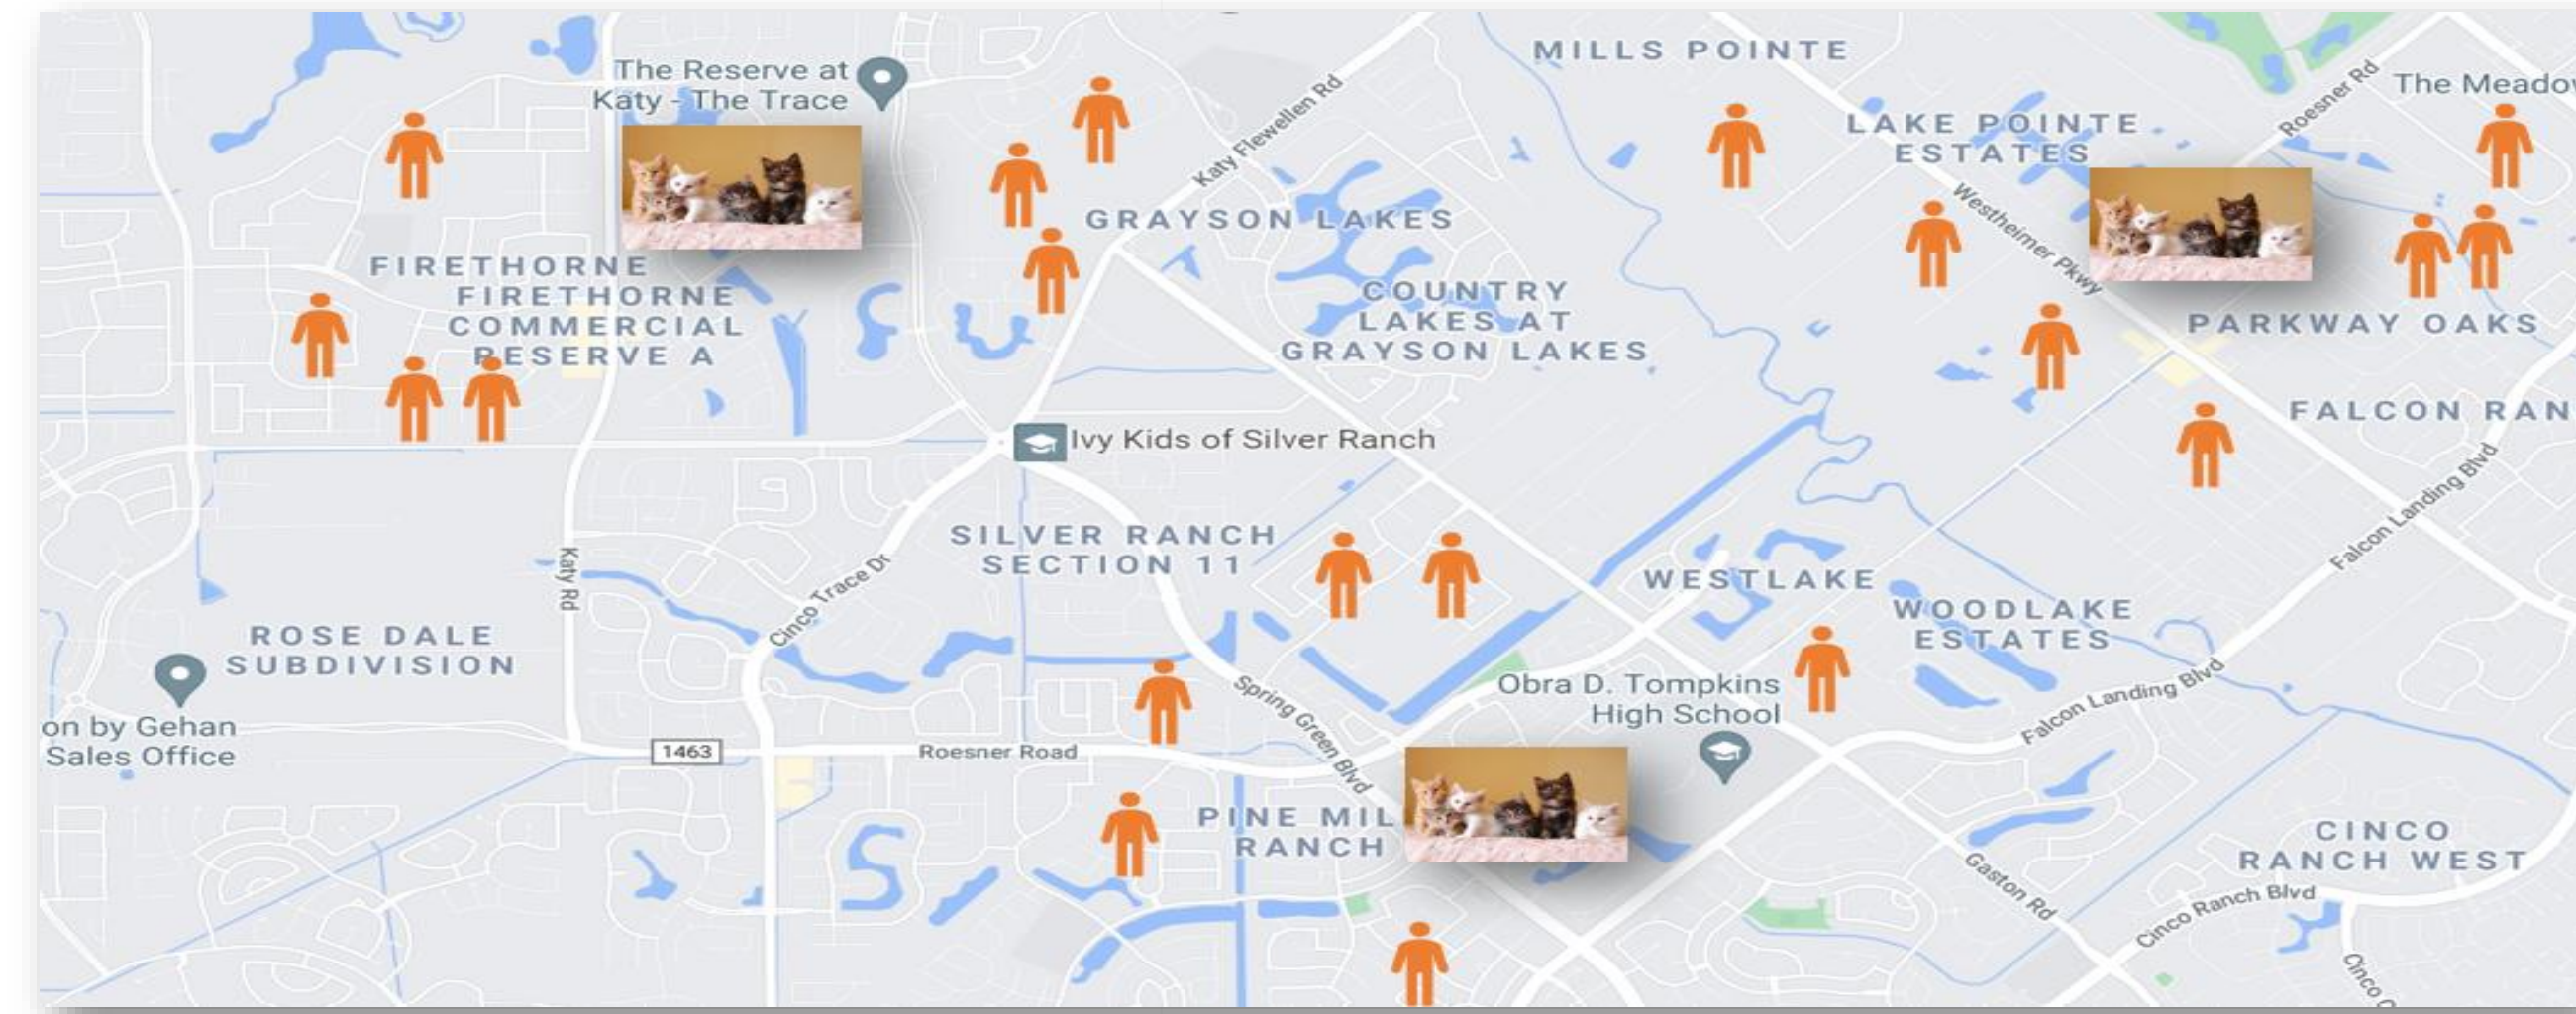 MILLS POINTE
The Reserve at
Katy - The Trace
Katy Flewellen Rd
LAKE POINTE
ESTATES
Roesner Rd
The Meadow
Westheimer Pkwy
GRAYSON LAKES
FIRETHORNE
FIRETHORNE
COMMERCIAL
RESERVE A
COUNTRY
LAKES AT
GRAYSON LAKES
PARKWAY OAKS
FALCON RAN
Ivy Kids of Silver Ranch
Falcon Landing Blvd
SILVER RANCH
SECTION 11
Katy Rd
Cinco Trace Dr
WESTLAKE
WOODLAKE
ESTATES
ROSE DALE
SUBDIVISION
on by Gehan
Sales Office
Spring Green Blvd
Obra D. Tompkins
High School
Falcon Landing Blvd
1463
Roesner Road
PINE MIL
RANCH
CINCO
RANCH WEST
Gaston Rd
Cinco Ranch Blvd
Cinco